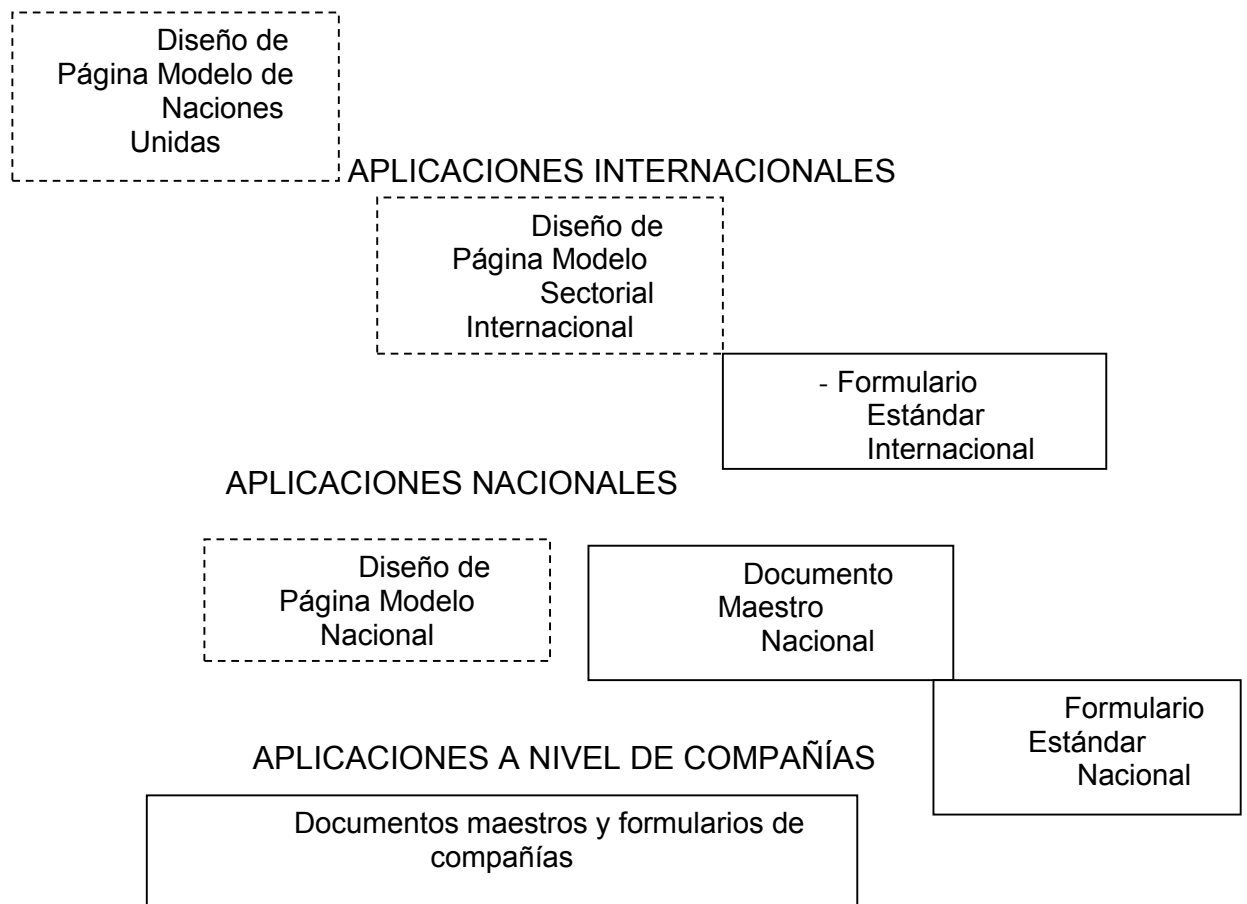 Diseño de
Página Modelo de
Naciones
Unidas
APLICACIONES INTERNACIONALES
Diseño de
Página Modelo
Sectorial
Internacional
- Formulario
Estándar
Internacional
APLICACIONES NACIONALES
Diseño de
Página Modelo
Nacional
Documento
Maestro
Nacional
Formulario
Estándar
Nacional
APLICACIONES A NIVEL DE COMPAÑÍAS
Documentos maestros y formularios de
compañías